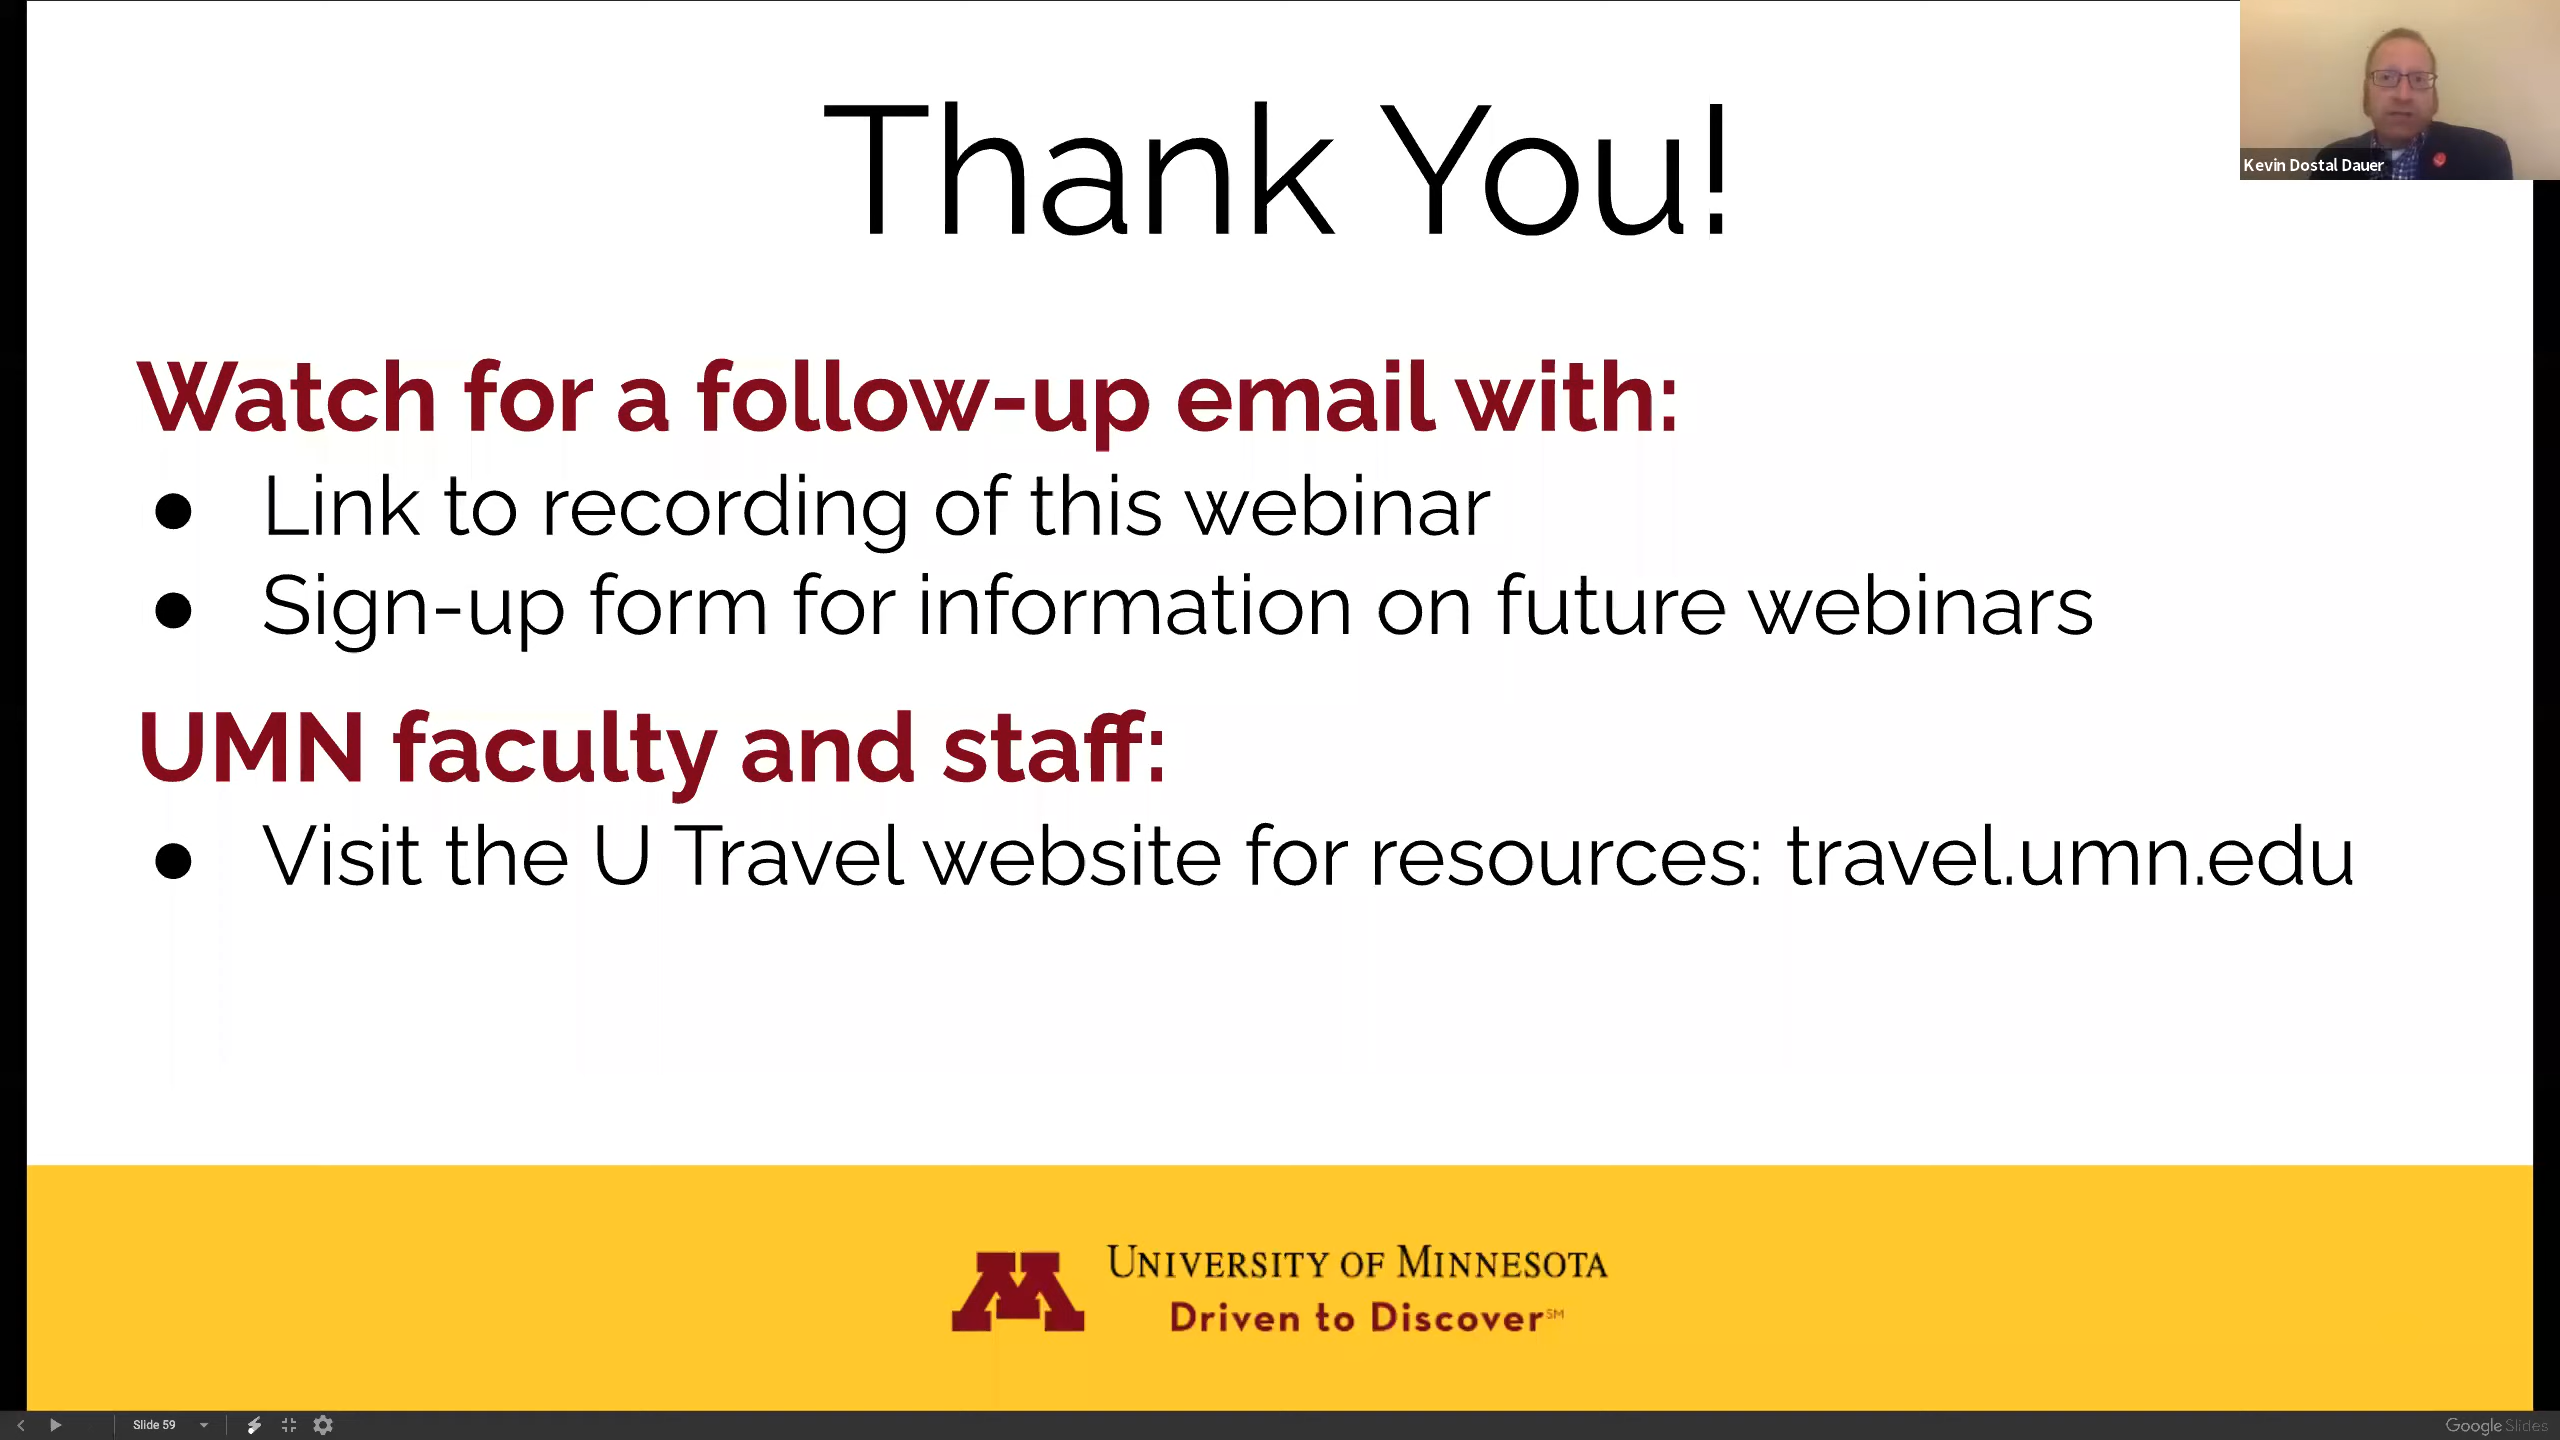 Thank You!
Kevin Dostal Dauer
Watch for a follow-up email with:
● Link to recording of this webinar
● Sign-up form for information on future webinars
UMN faculty and staff:
● Visit the U Travel website for resources: travel.umn.edu
M
UNIVERSITY OF MINNESOTA
Driven to Discover℠
Slide 59
Google Slides